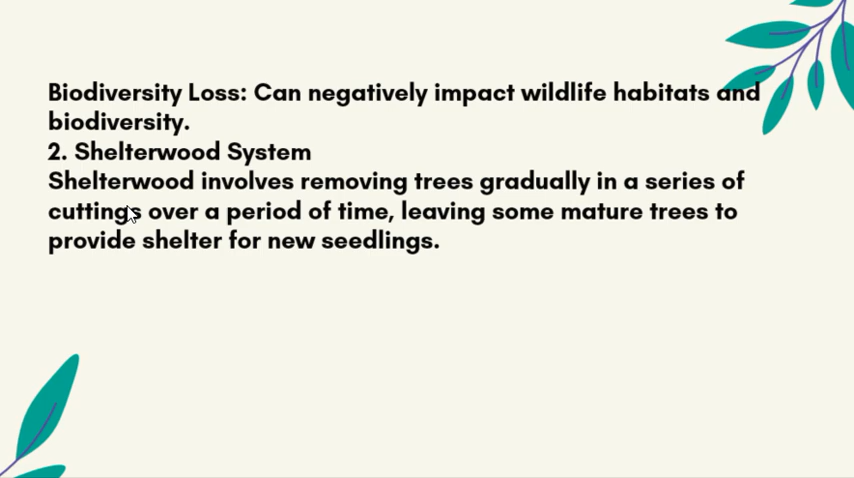 Biodiversity Loss: Can negatively impact wildlife habitats and
biodiversity.
2. Shelterwood System
Shelterwood involves removing trees gradually in a series of
cuttings over a period of time, leaving some mature trees to
provide shelter for new seedlings.